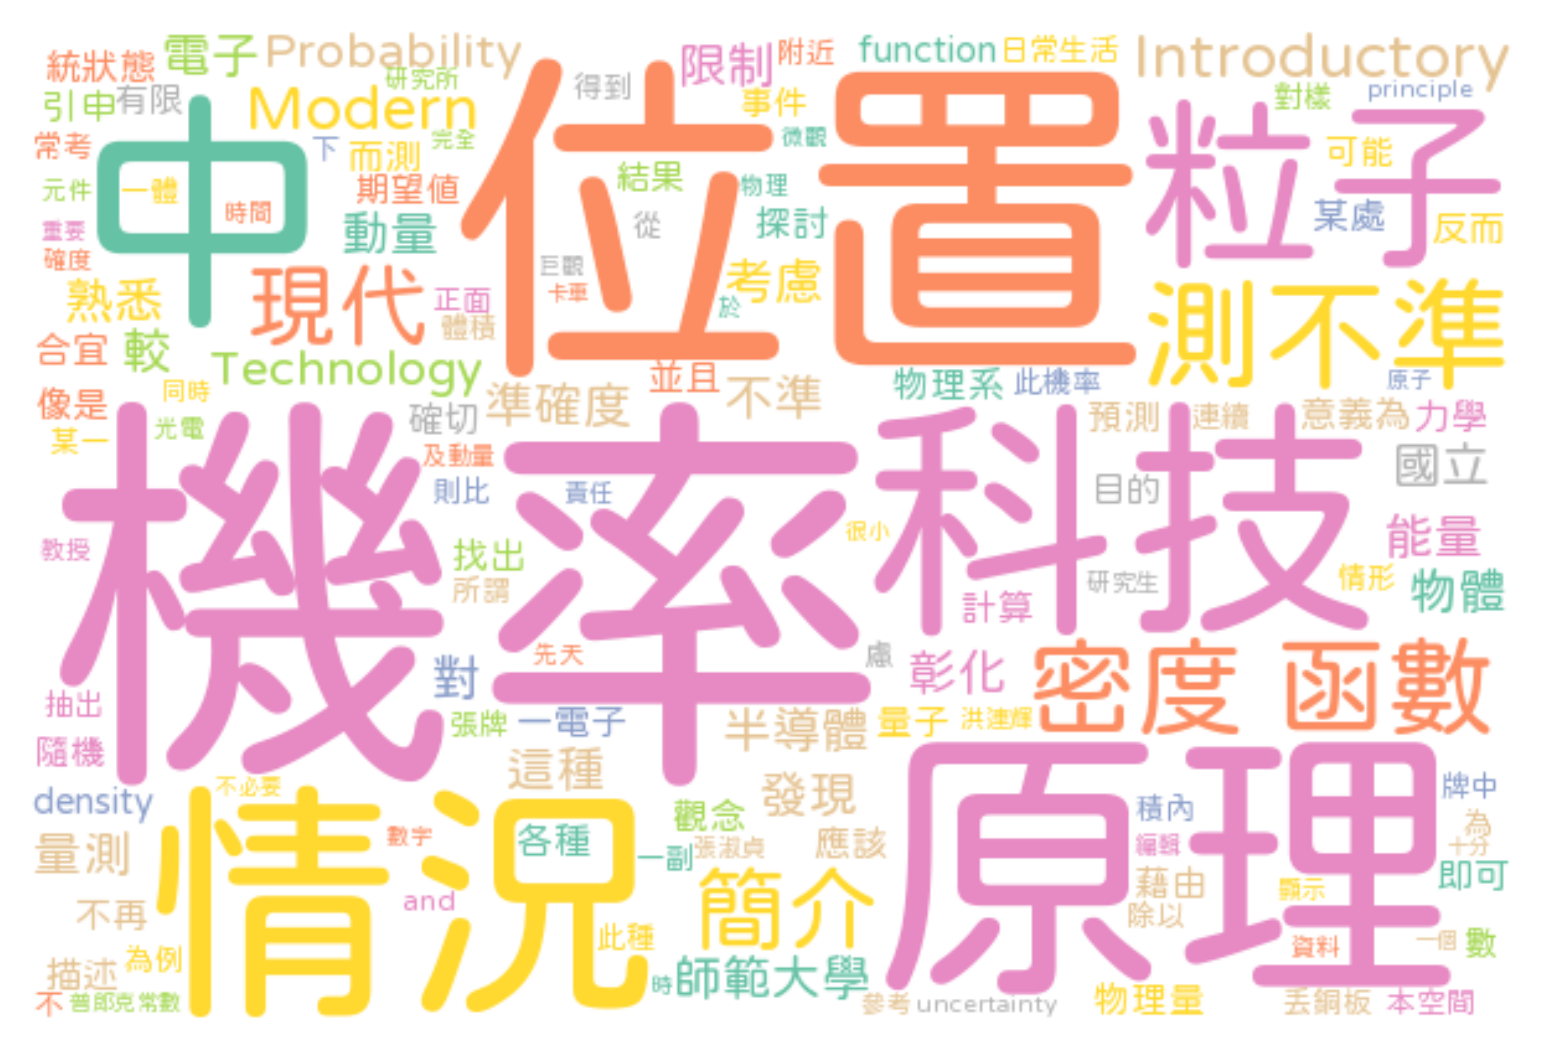 統狀態
電子
Probability
限制
附近
function
日常生活
Introductory
研究所
引申
有限
Modern
得到
事件
principle
對樣
常考
下
而測
完全
微觀
可能
中
位置
粒子
元件
一體
時間
期望值
結果
物理
某處
反而
重要
確度
動量
從
探討
熟悉
現代
正面
體積
巨觀
卡車
於
考慮
測不準
合宜
較
Technology
並且
物理系
此機率
原子
像是
同時
準確度
不準
某一
光電
確切
預測
連續
意義為
力學
機率
科技
及動量
則比
責任
目的
國立
教授
找出
所謂
很小
研究生
計算
能量
情形
物體
先天
慮
彰化
密度
函數
對
抽出
隨機
張牌
一電子
半導體
量子
洪連輝
這種
原理
density
不必要
發現
積內
牌中
量測
情況
數字
各種
觀念
一副
張淑貞
應該
編輯
為
十分
即可
簡介
藉由
除以
顯示
不再
and
此種
資料
一個
數
描述
為例
時
師範大學
不
普郎克常數
參考
uncertainty
物理量
丟銅板
本空間